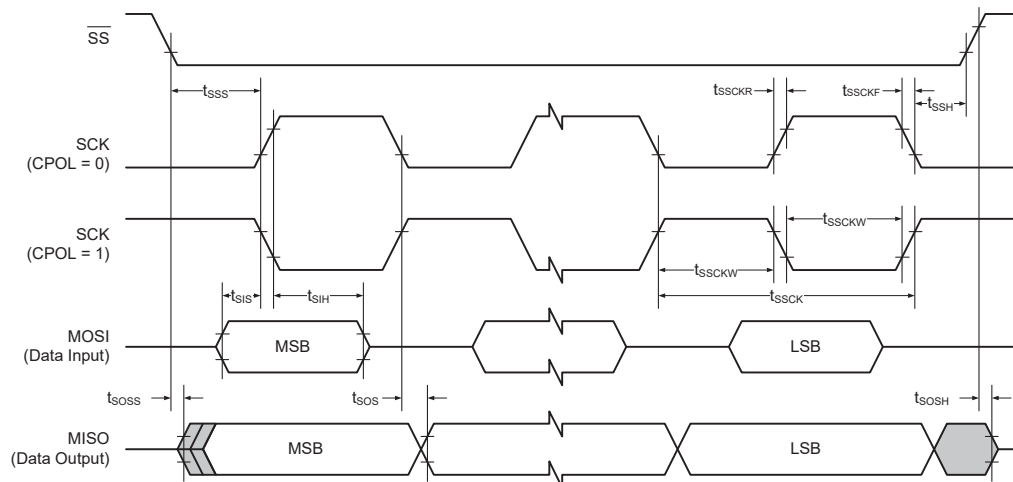 SS
tSSS
tSSCKR
tSSCKF
tSSH
SCK
(CPOL = 0)
SCK
(CPOL = 1)
tSSCKW
tSSCKW
tSSCK
tSIS
tSIH
MOSI
(Data Input)
MSB
LSB
tSOSS
tSOS
tSOSH
MISO
(Data Output)
MSB
LSB